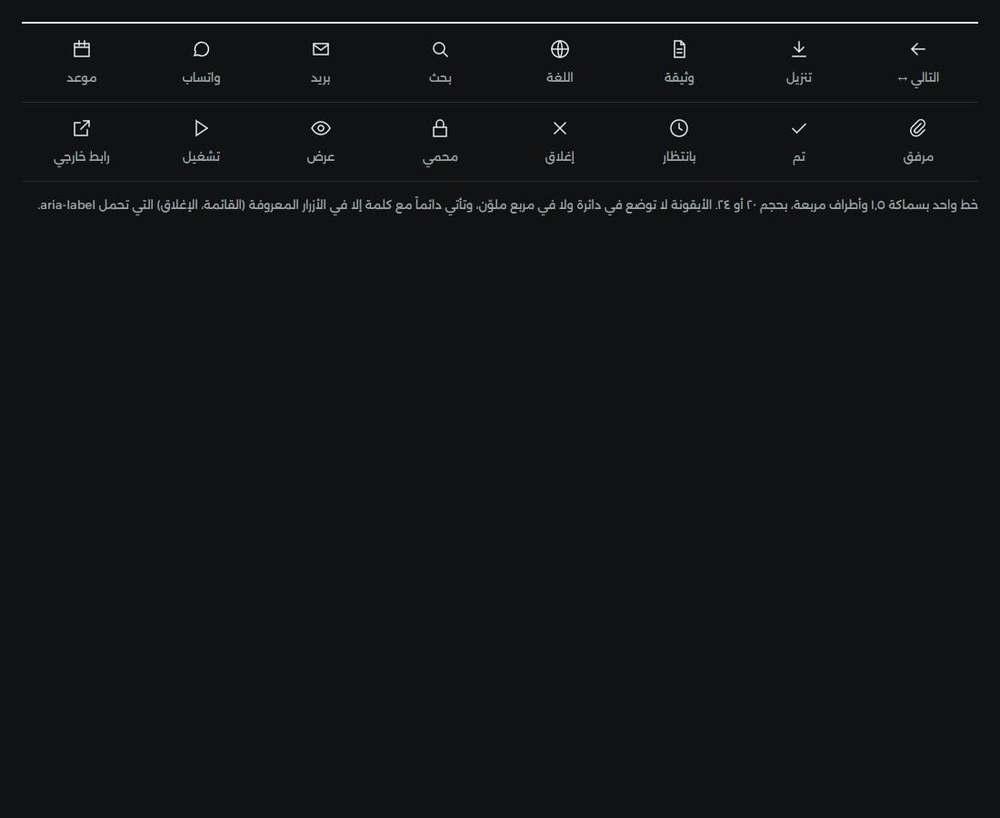 التالي ↔ تنزيل وثيقة اللغة بحث بريد واتساب موعد
مرفق تم بانتظار إغلاق محمي عرض تشغيل رابط خارجي
خط واحد بسماكة ١٫٥ وأطراف مربعة، بحجم ٢٠ أو ٢٤. الأيقونة لا توضع في دائرة ولا في مربع ملوّن، وتأتي دائماً مع كلمة إلا في الأزرار المعروفة (القائمة، الإغلاق) التي تحمل aria-label.